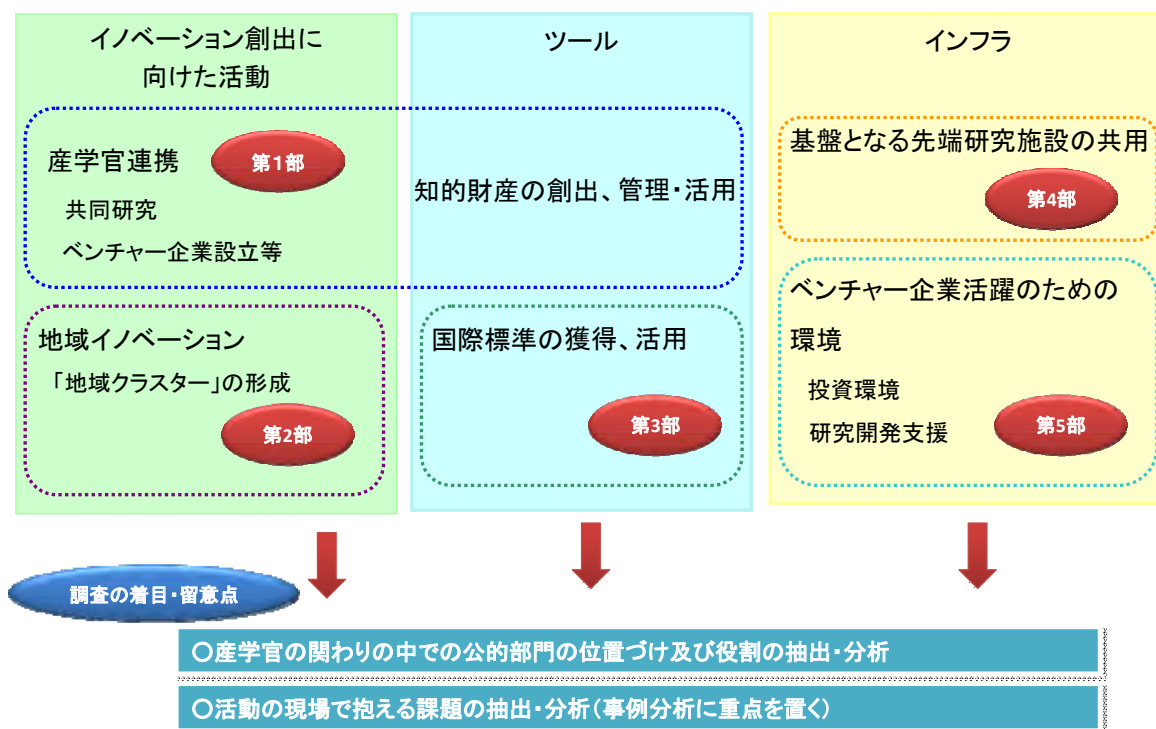 イノベーション創出に
向けた活動
産学官連携
第1部
共同研究
ベンチャー企業設立等
地域イノベーション
「地域クラスター」の形成
第2部
ツール
知的財産の創出、管理・活用
国際標準の獲得、活用
第3部
インフラ
基盤となる先端研究施設の共用
第4部
ベンチャー企業活躍のための
環境
投資環境
研究開発支援
第5部
調査の着目・留意点
○産学官の関わりの中での公的部門の位置づけ及び役割の抽出・分析
○活動の現場で抱える課題の抽出・分析(事例分析に重点を置く)